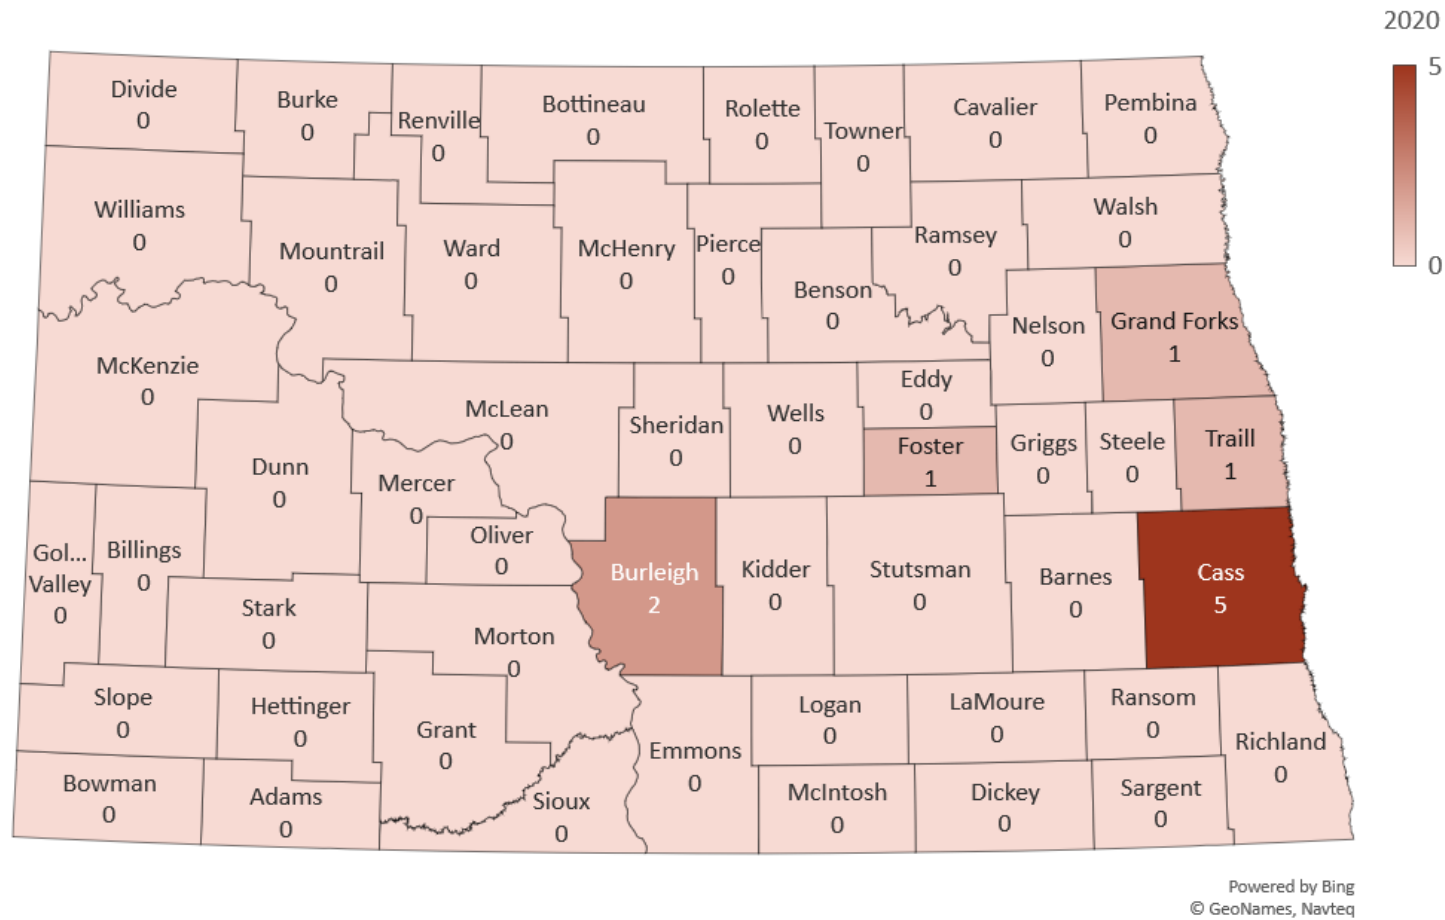 2020
5
0
Divide
0
Burke
0
Renville
0
Bottineau
0
Rolette
0
Towner
0
Cavalier
0
Pembina
0
Williams
0
Mountrail
0
Ward
0
McHenry
0
Pierce
0
Benson
0
Ramsey
0
Walsh
0
Nelson
0
Grand Forks
1
McKenzie
0
McLean
0
Sheridan
0
Wells
0
Eddy
0
Foster
1
Griggs
0
Steele
0
Traill
1
Dunn
0
Mercer
0
Oliver
0
Gol...
Valley
0
Billings
0
Stark
0
Morton
0
Burleigh
2
Kidder
0
Stutsman
0
Barnes
0
Cass
5
Slope
0
Hettinger
0
Grant
0
Emmons
0
Logan
0
LaMoure
0
Ransom
0
Richland
0
Bowman
0
Adams
0
Sioux
0
McIntosh
0
Dickey
0
Sargent
0
Powered by Bing
© GeoNames, Navteq